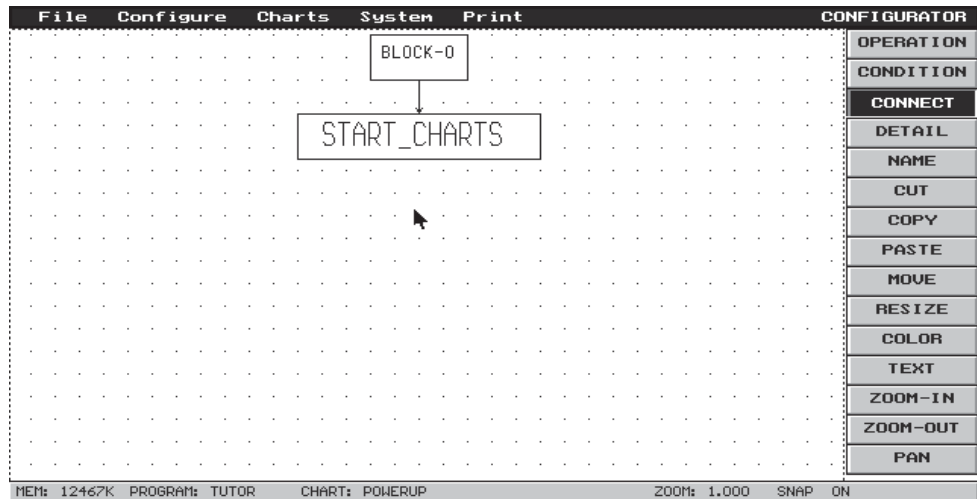 File Configure Charts System Print CONFIGURATOR
BLOCK-0
START_CHARTS
OPERATION
CONDITION
CONNECT
DETAIL
NAME
CUT
COPY
PASTE
MOVE
RESIZE
COLOR
TEXT
ZOOM-IN
ZOOM-OUT
PAN
MEM: 12467K PROGRAM: TUTOR CHART: POWERUP ZOOM: 1.000 SNAP ON